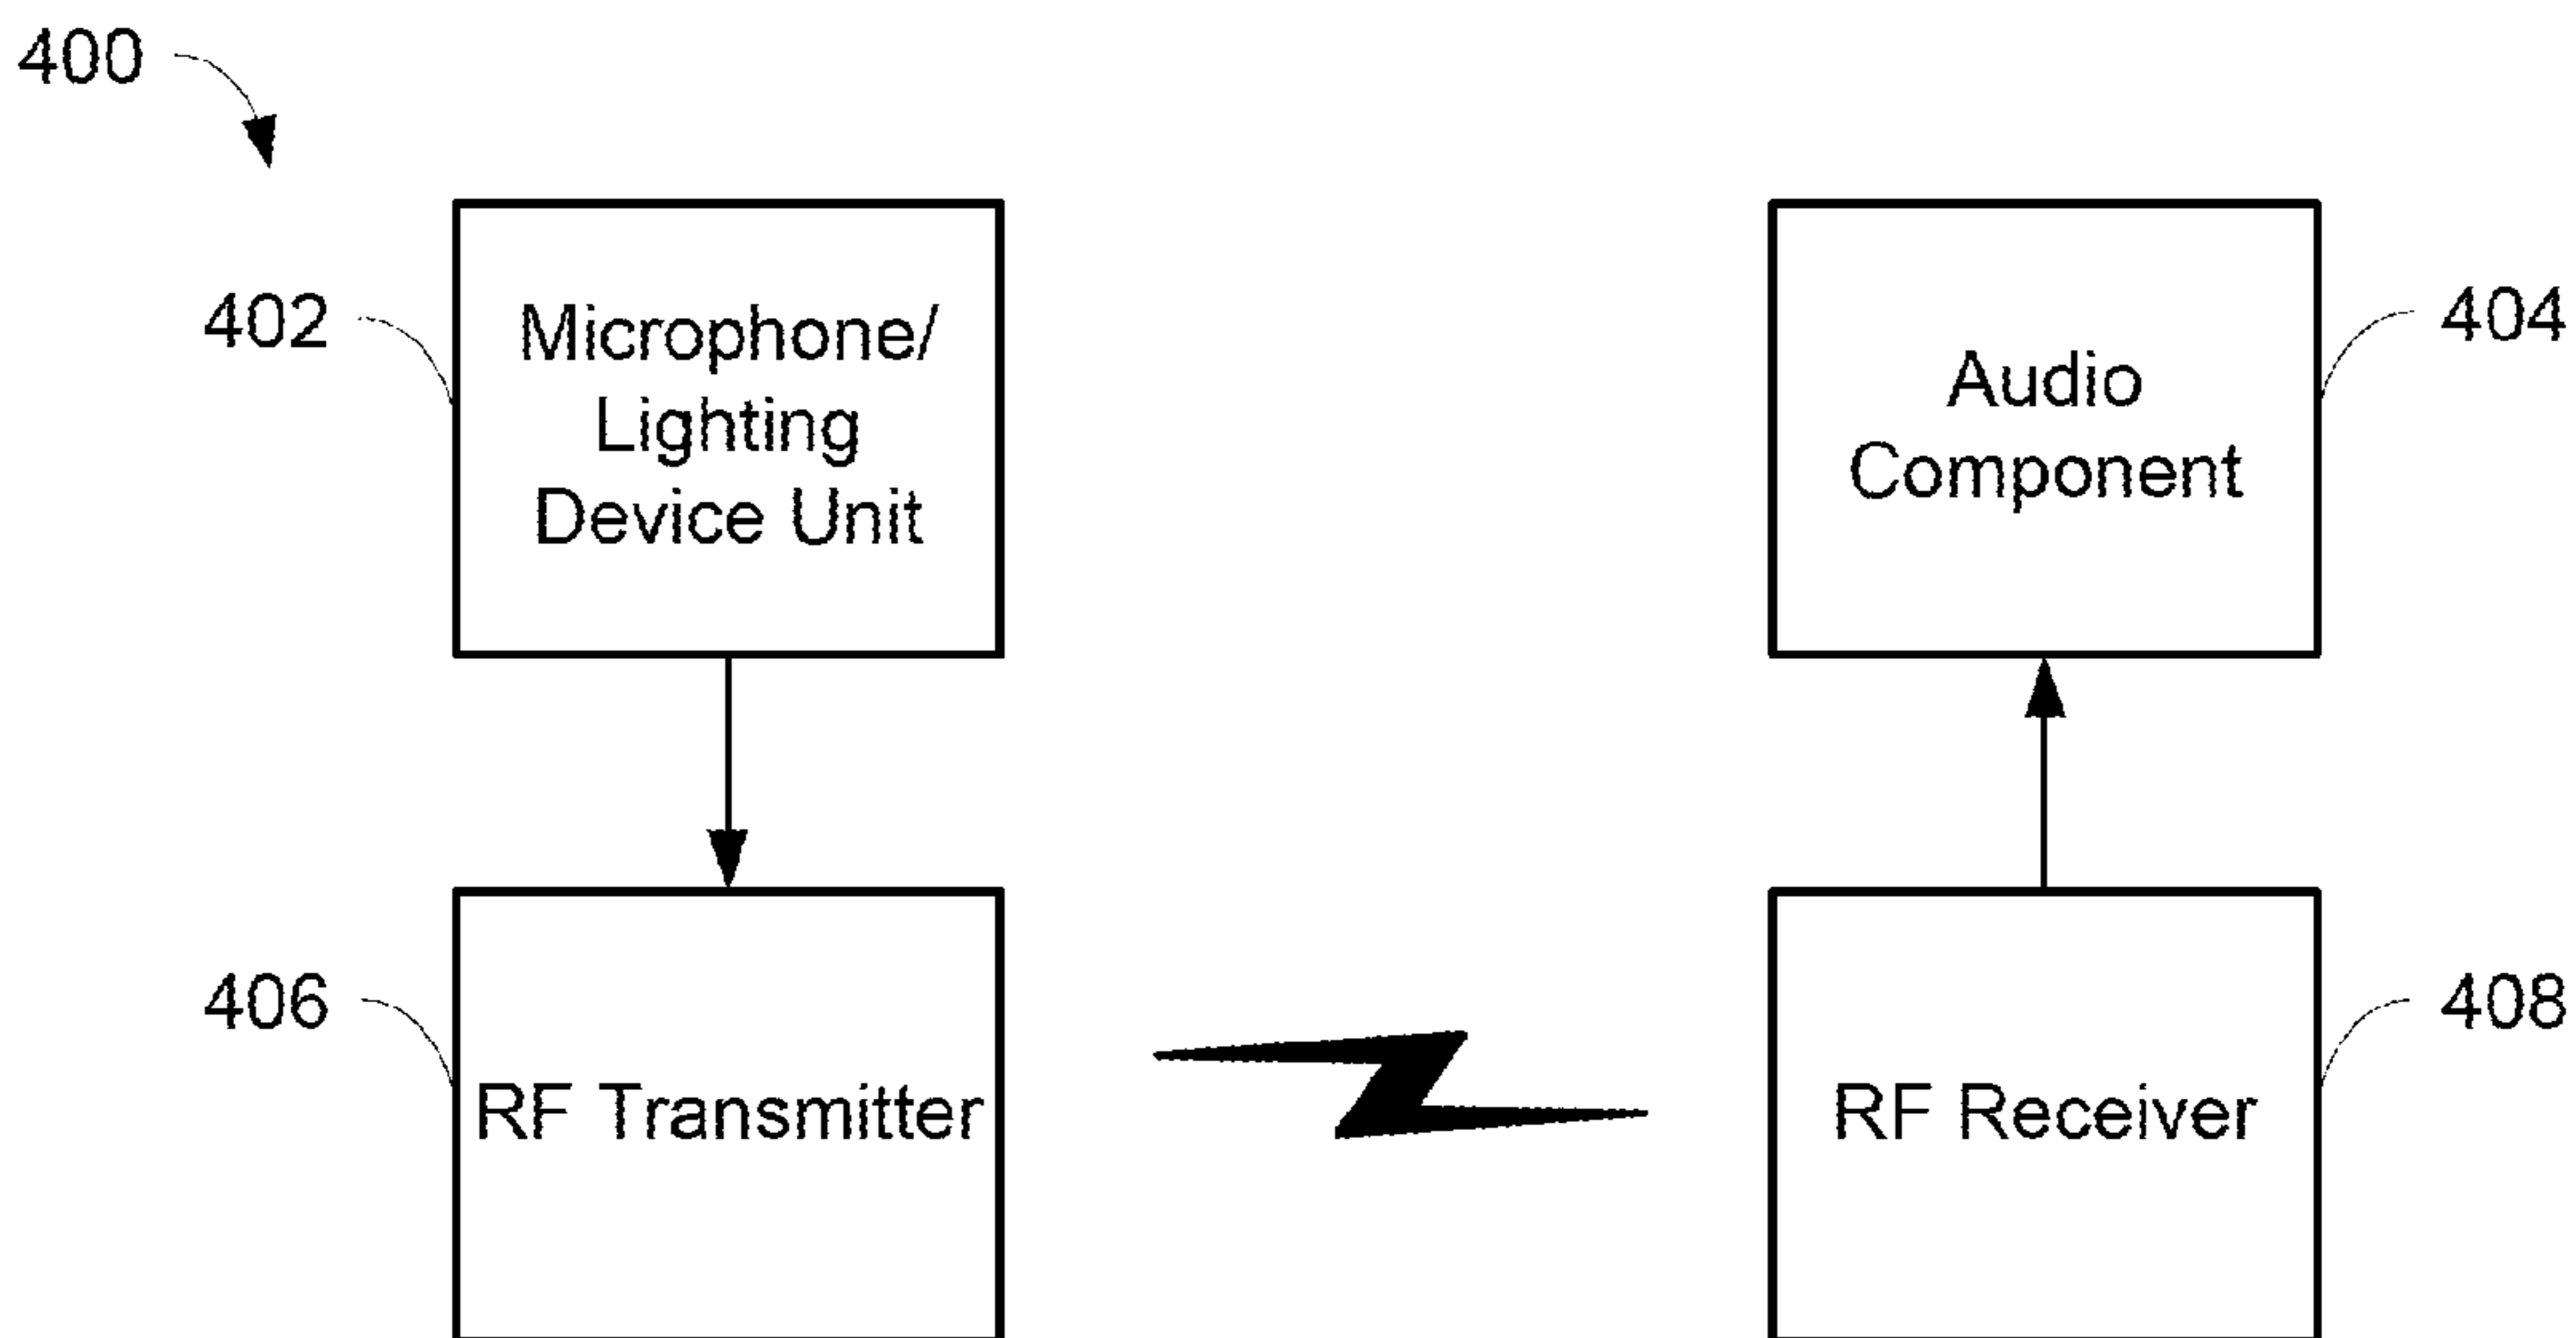 400
402
Microphone/
Lighting
Device Unit
Audio
Component
404
406
RF Transmitter
RF Receiver
408